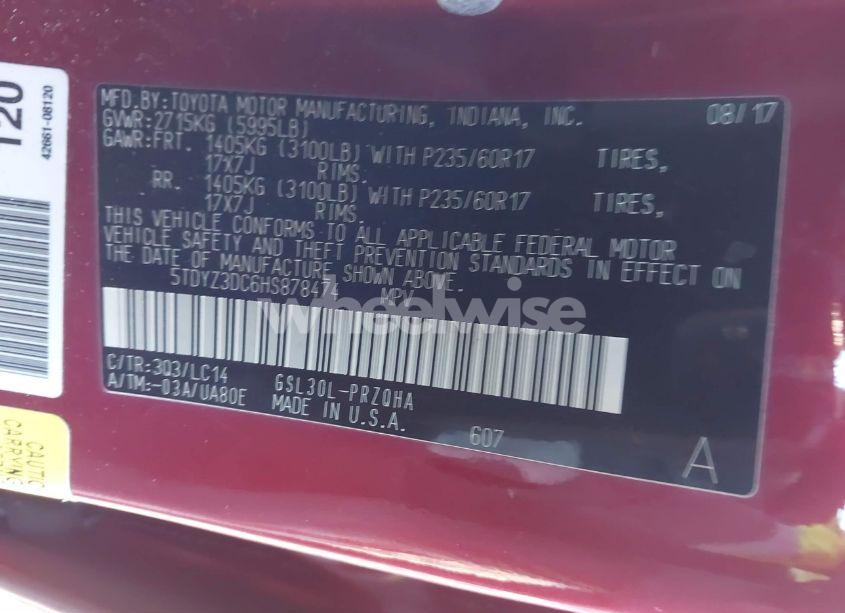 120
42661-08120
MFD.BY:TOYOTA MOTOR MANUFACTURING, INDIANA, INC. 08/17
GVWR:2715KG (5995LB)
GAWR:FRT. 1405KG (3100LB) WITH P235/60R17 TIRES,
17X7J RIMS.
RR. 1405KG (3100LB) WITH P235/60R17 TIRES,
17X7J RIMS.
THIS VEHICLE CONFORMS TO ALL APPLICABLE FEDERAL MOTOR
VEHICLE SAFETY AND THEFT PREVENTION STANDARDS IN EFFECT ON
THE DATE OF MANUFACTURE SHOWN ABOVE.
5TDYZ3DC6HS878474 MPV
wheelwise
C/TR:3Q3/LC14 GSL30L-PRZQHA
A/TM:-03A/UA80E MADE IN U.S.A.
607 A
CAUTI
CARRYING